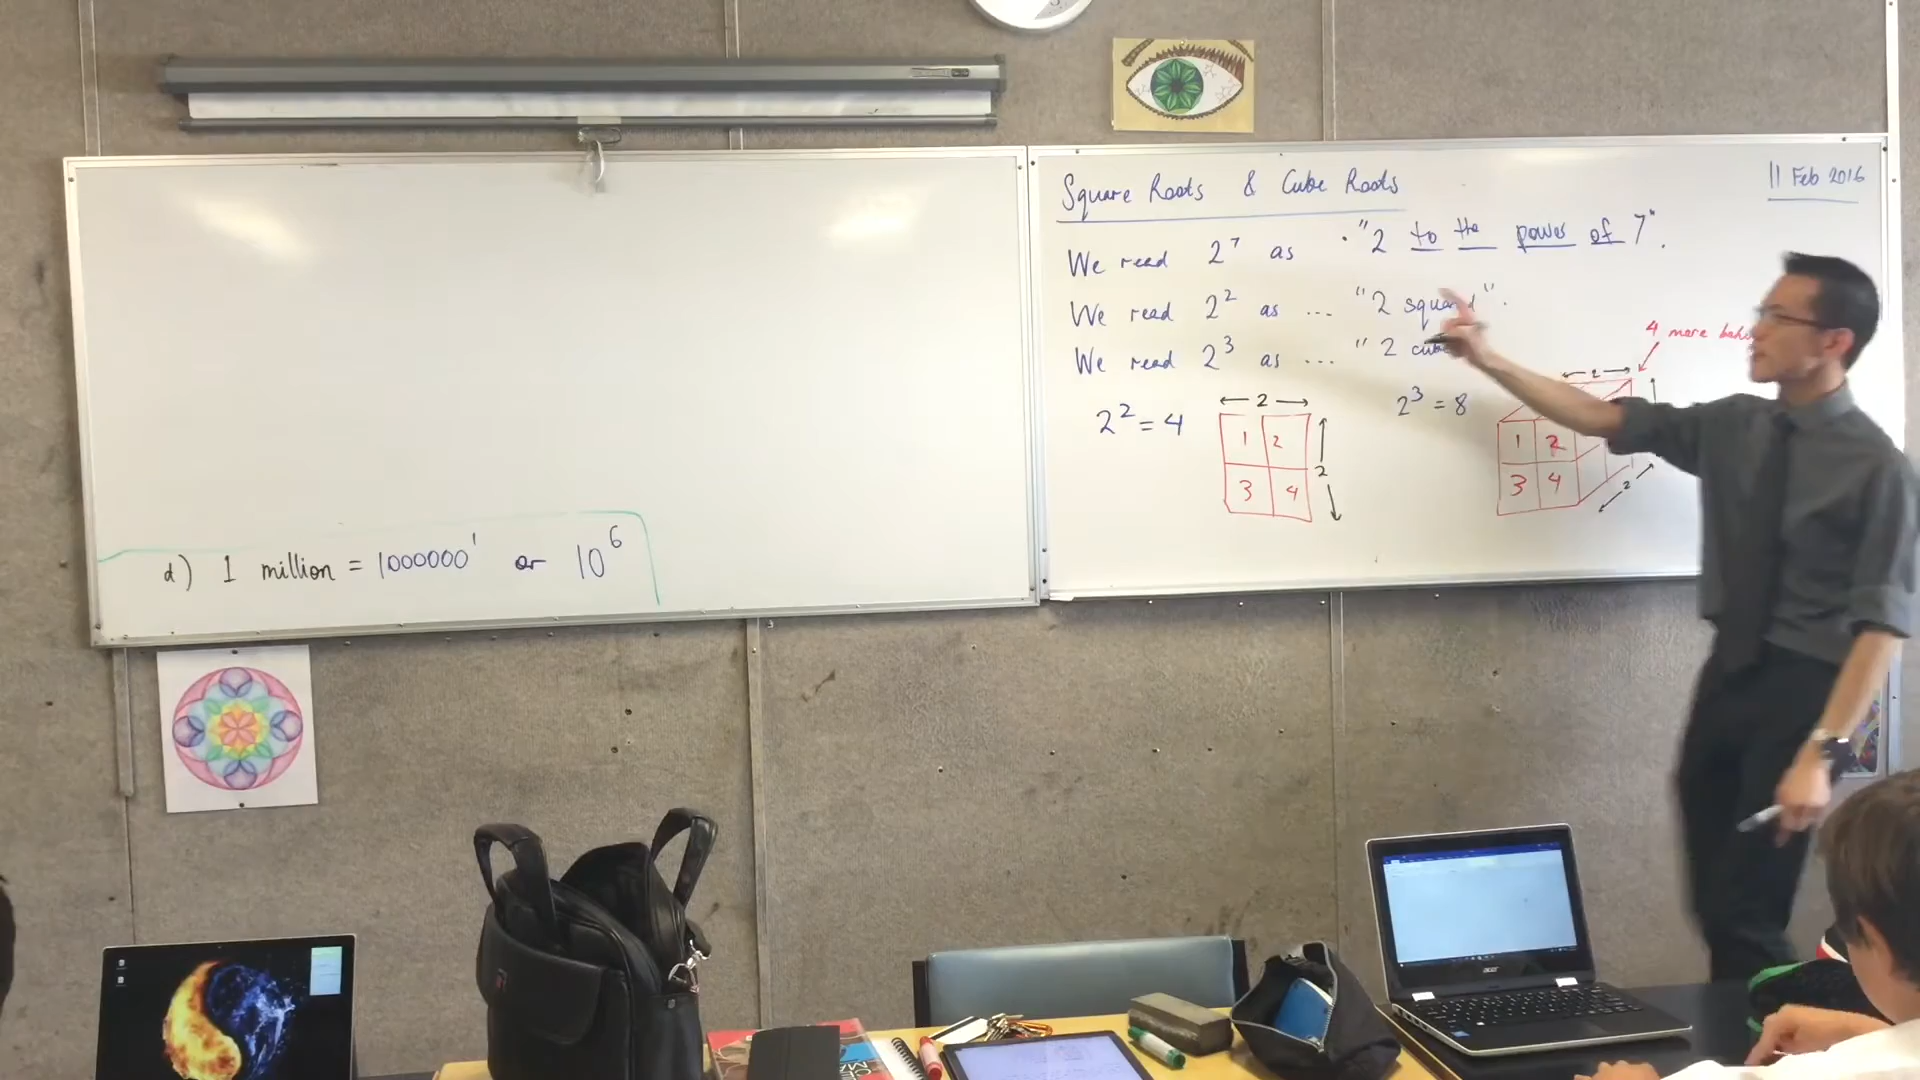 Square Roots & Cube Roots
11 Feb 2016
We read 2⁷ as "2 to the power of 7".
We read 2² as ... "2 squared".
We read 2³ as ... "2 cube
2² = 4
2
1 2
3 4
2
2³ = 8
4 more
2
1 2
3 4
2
d) 1 million = 1000000¹ or 10⁶
acer